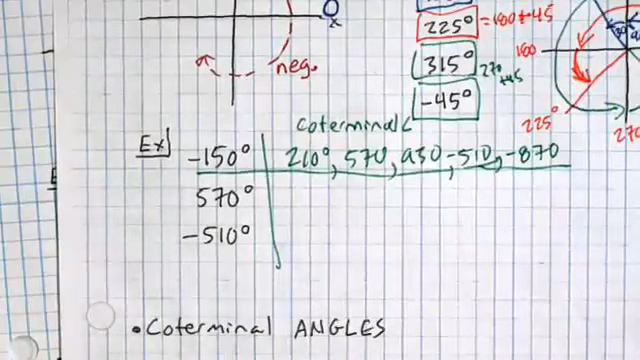 0
x
neg.
225° = 180 + 45
315° 270 +45
-45°
180
225°
270
coterminal <
Ex) -150° 210°, 570, 930, -510, -870
570°
-510°
• Coterminal ANGLES